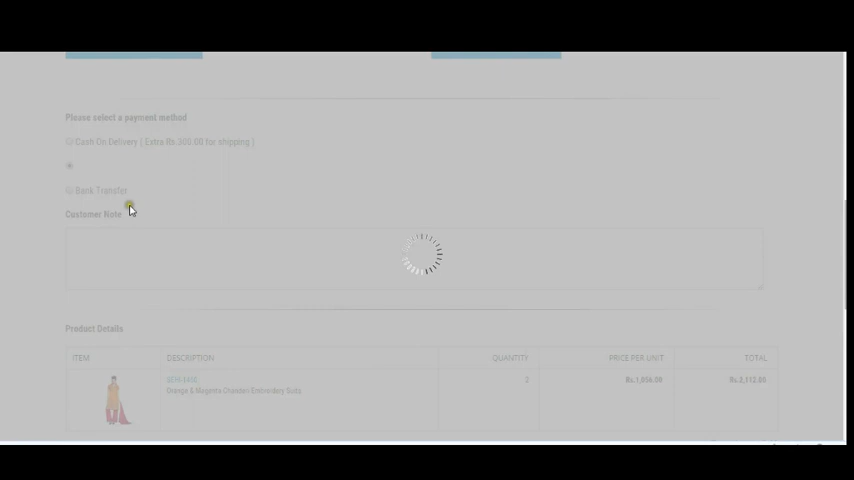 Please select a payment method
Cash On Delivery ( Extra Rs.300.00 for shipping )
Bank Transfer
Customer Note
Product Details
ITEM DESCRIPTION QUANTITY PRICE PER UNIT TOTAL
Rs.1,056.00 Rs.2,112.00
Orange & Magenta Chandan Embroidery Suits